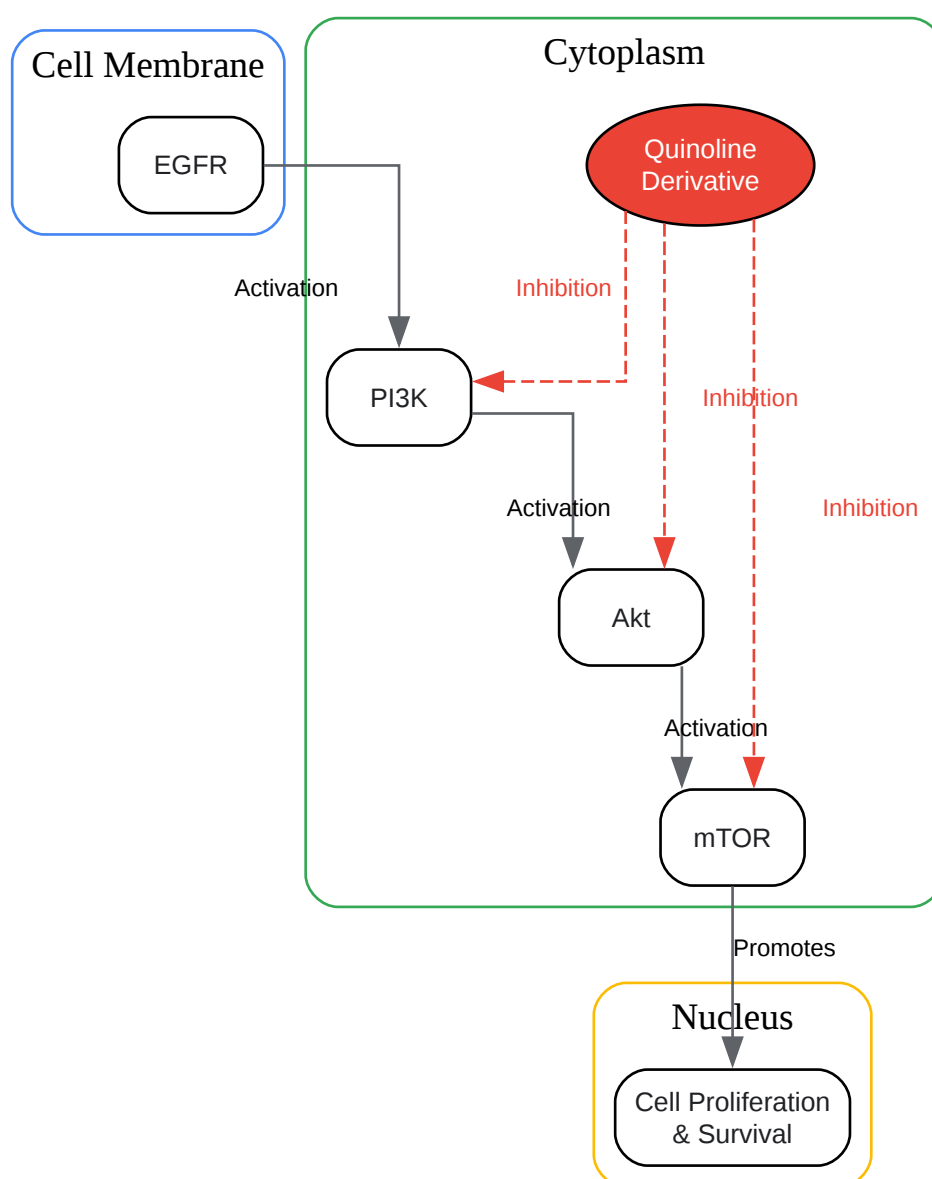 Cell Membrane
Cytoplasm
EGFR
Quinoline
Derivative
Activation
Inhibition
PI3K
Inhibition
Activation
Inhibition
Akt
Activation
mTOR
Promotes
Nucleus
Cell Proliferation
& Survival